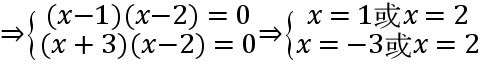 ⇒{(x−1)(x−2) = 0 ⇒{x = 1或x = 2
(x + 3)(x−2) = 0 x = −3或x = 2